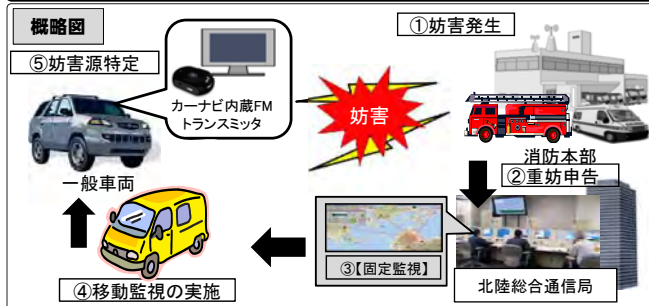 概略図
①妨害発生
⑤妨害源特定
カーナビ内蔵FM
トランスミッタ
妨害
一般車両
消防本部
②重妨申告
③【固定監視】
④移動監視の実施
北陸総合通信局